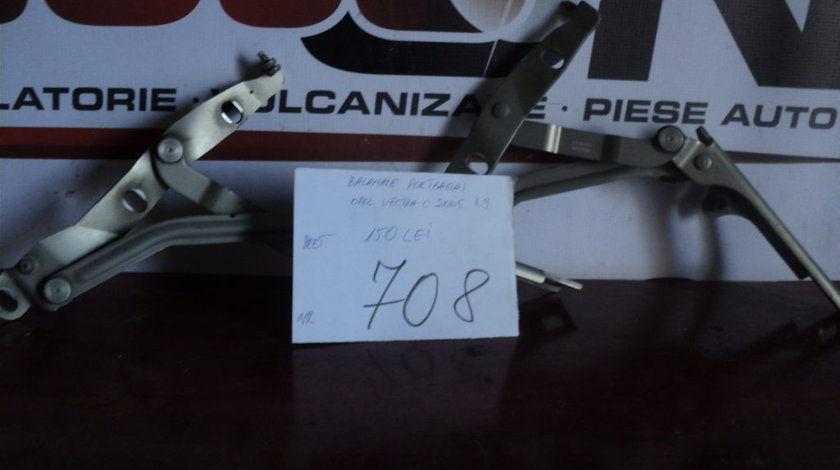 LATORIE · VULCANIZARE · PIESE AUTO
BALAMALE PORTBAGAJ
OPEL VECTRA C 2005 1.9
150 LEI
708